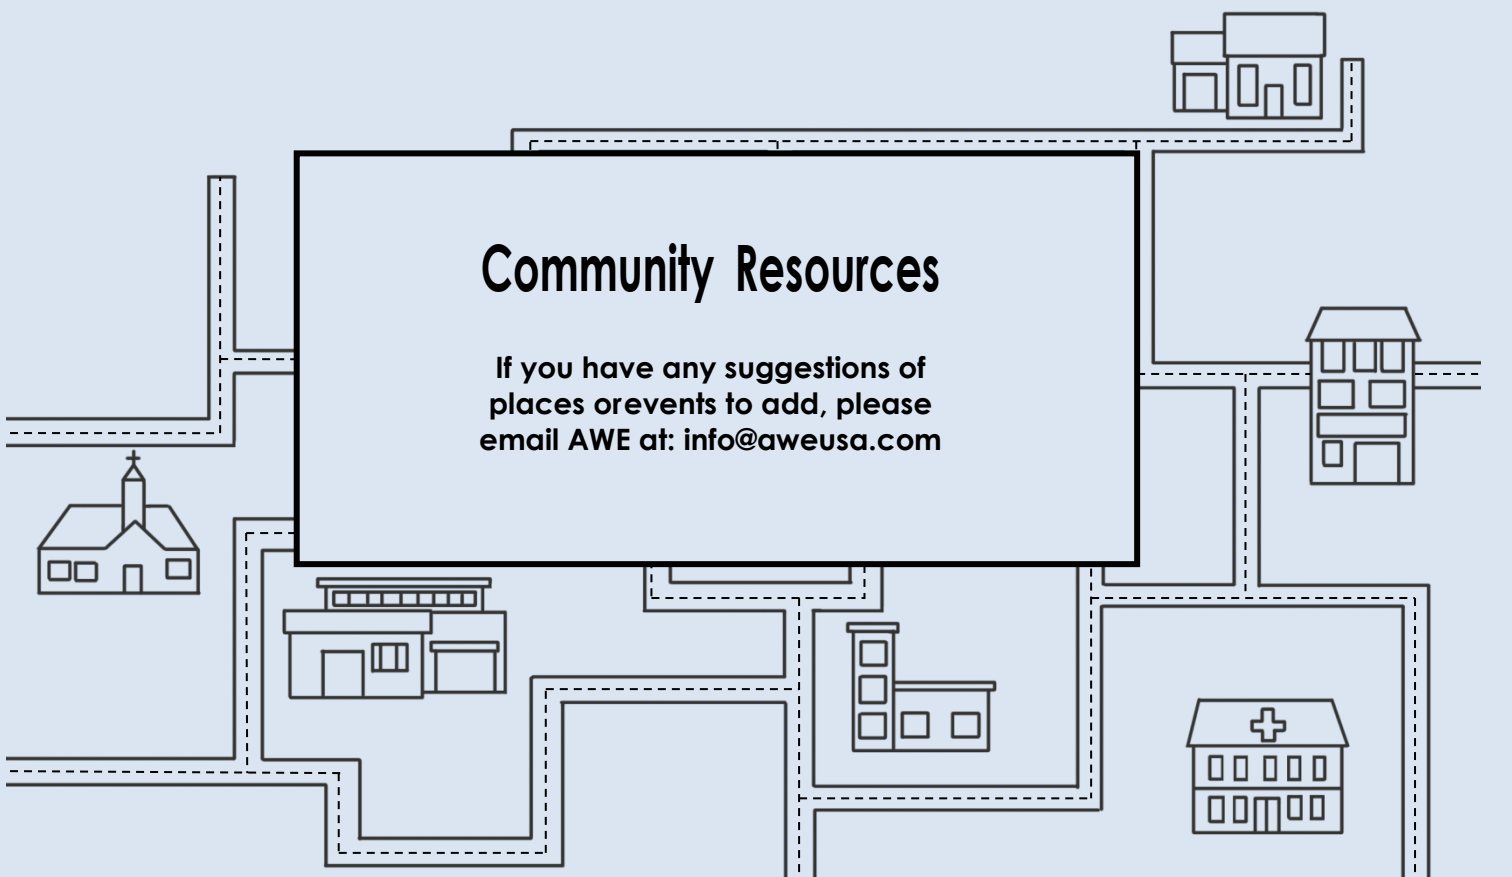 Community Resources
If you have any suggestions of
places orevents to add, please
email AWE at: info@aweusa.com